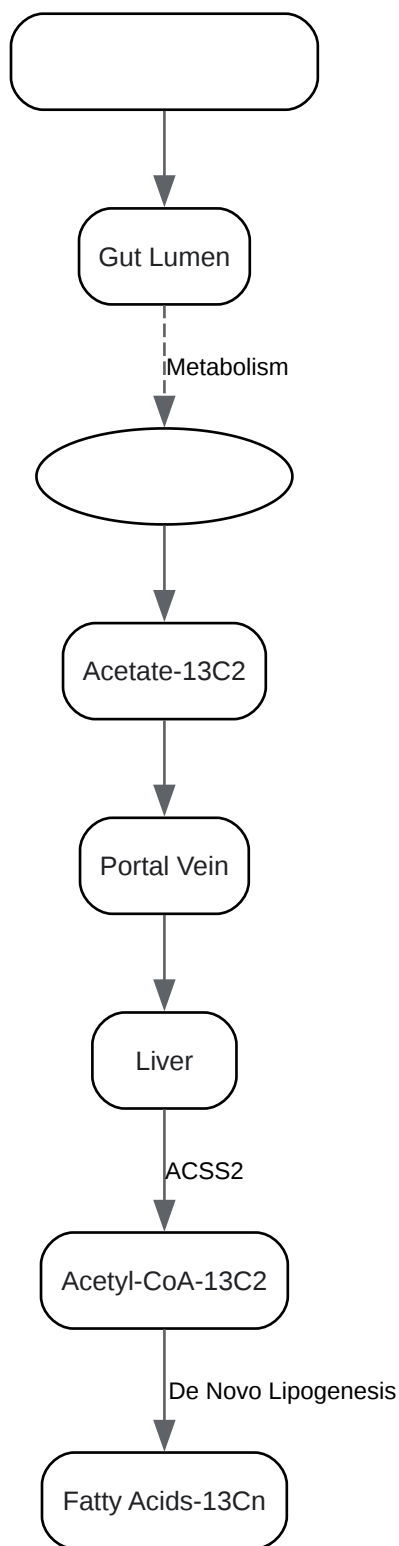 Gut Lumen
Metabolism
Acetate-13C2
Portal Vein
Liver
ACSS2
Acetyl-CoA-13C2
De Novo Lipogenesis
Fatty Acids-13Cn